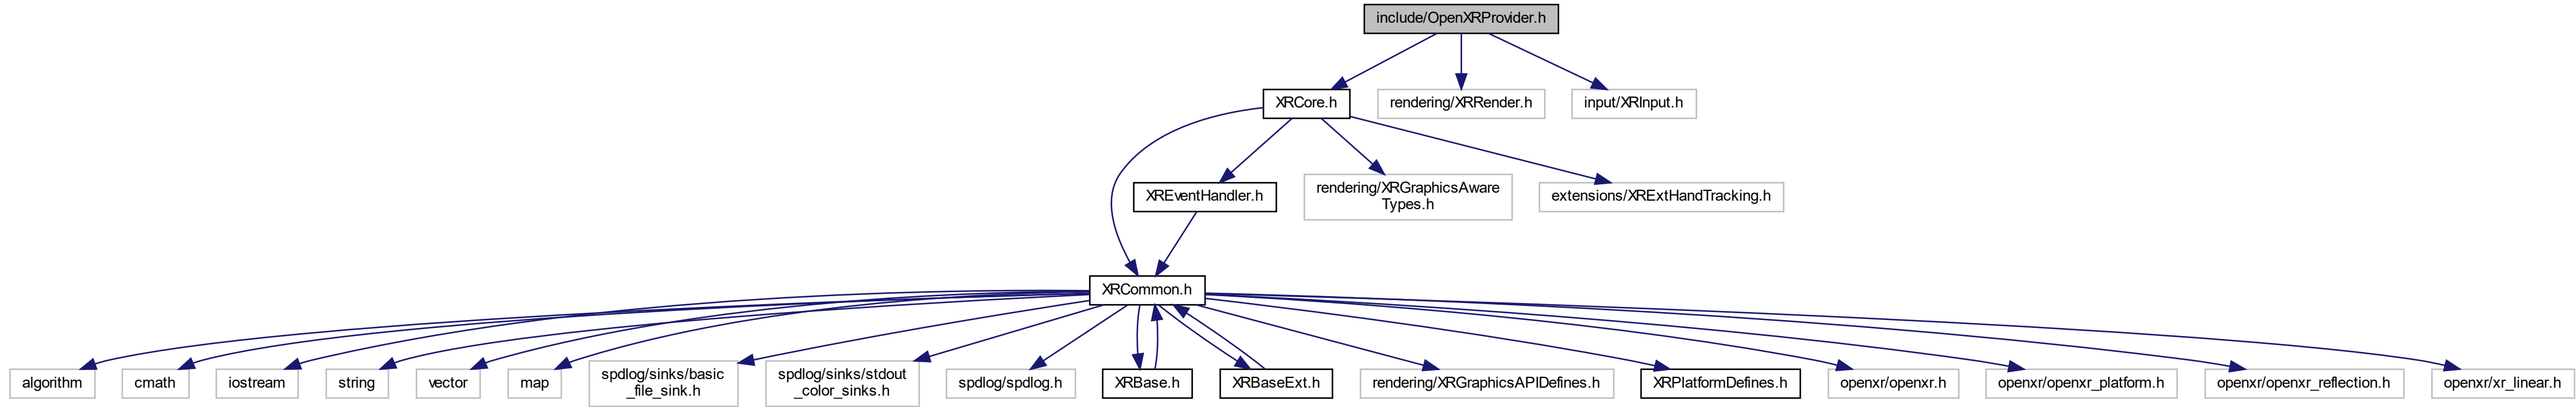 include/OpenXRProvider.h
XRCore.h
rendering/XRRender.h
input/XRInput.h
XREventHandler.h
rendering/XRGraphicsAware
Types.h
extensions/XRExtHandTracking.h
XRCommon.h
algorithm
cmath
iostream
string
vector
map
spdlog/sinks/basic
_file_sink.h
spdlog/sinks/stdout
_color_sinks.h
spdlog/spdlog.h
XRBase.h
XRBaseExt.h
rendering/XRGraphicsAPIDefines.h
XRPlatformDefines.h
openxr/openxr.h
openxr/openxr_platform.h
openxr/openxr_reflection.h
openxr/xr_linear.h